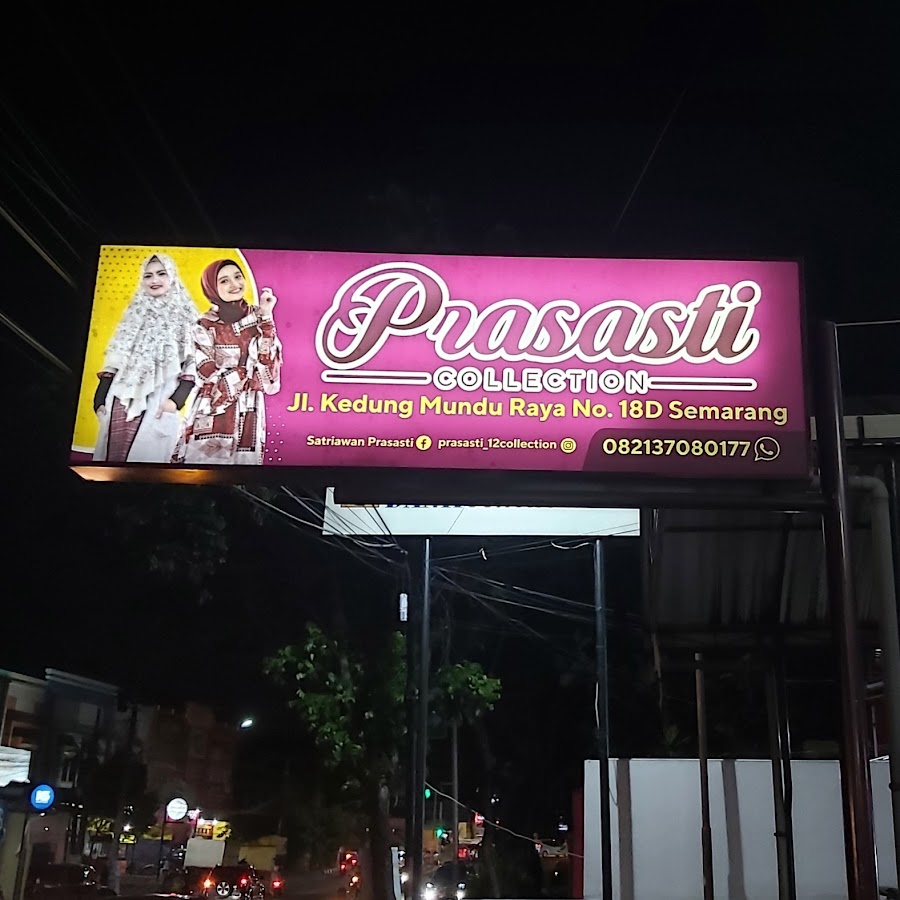 Prasasti
COLLECTION
Jl. Kedung Mundu Raya No. 18D Semarang
Satriawan Prasasti prasasti_12collection 082137080177